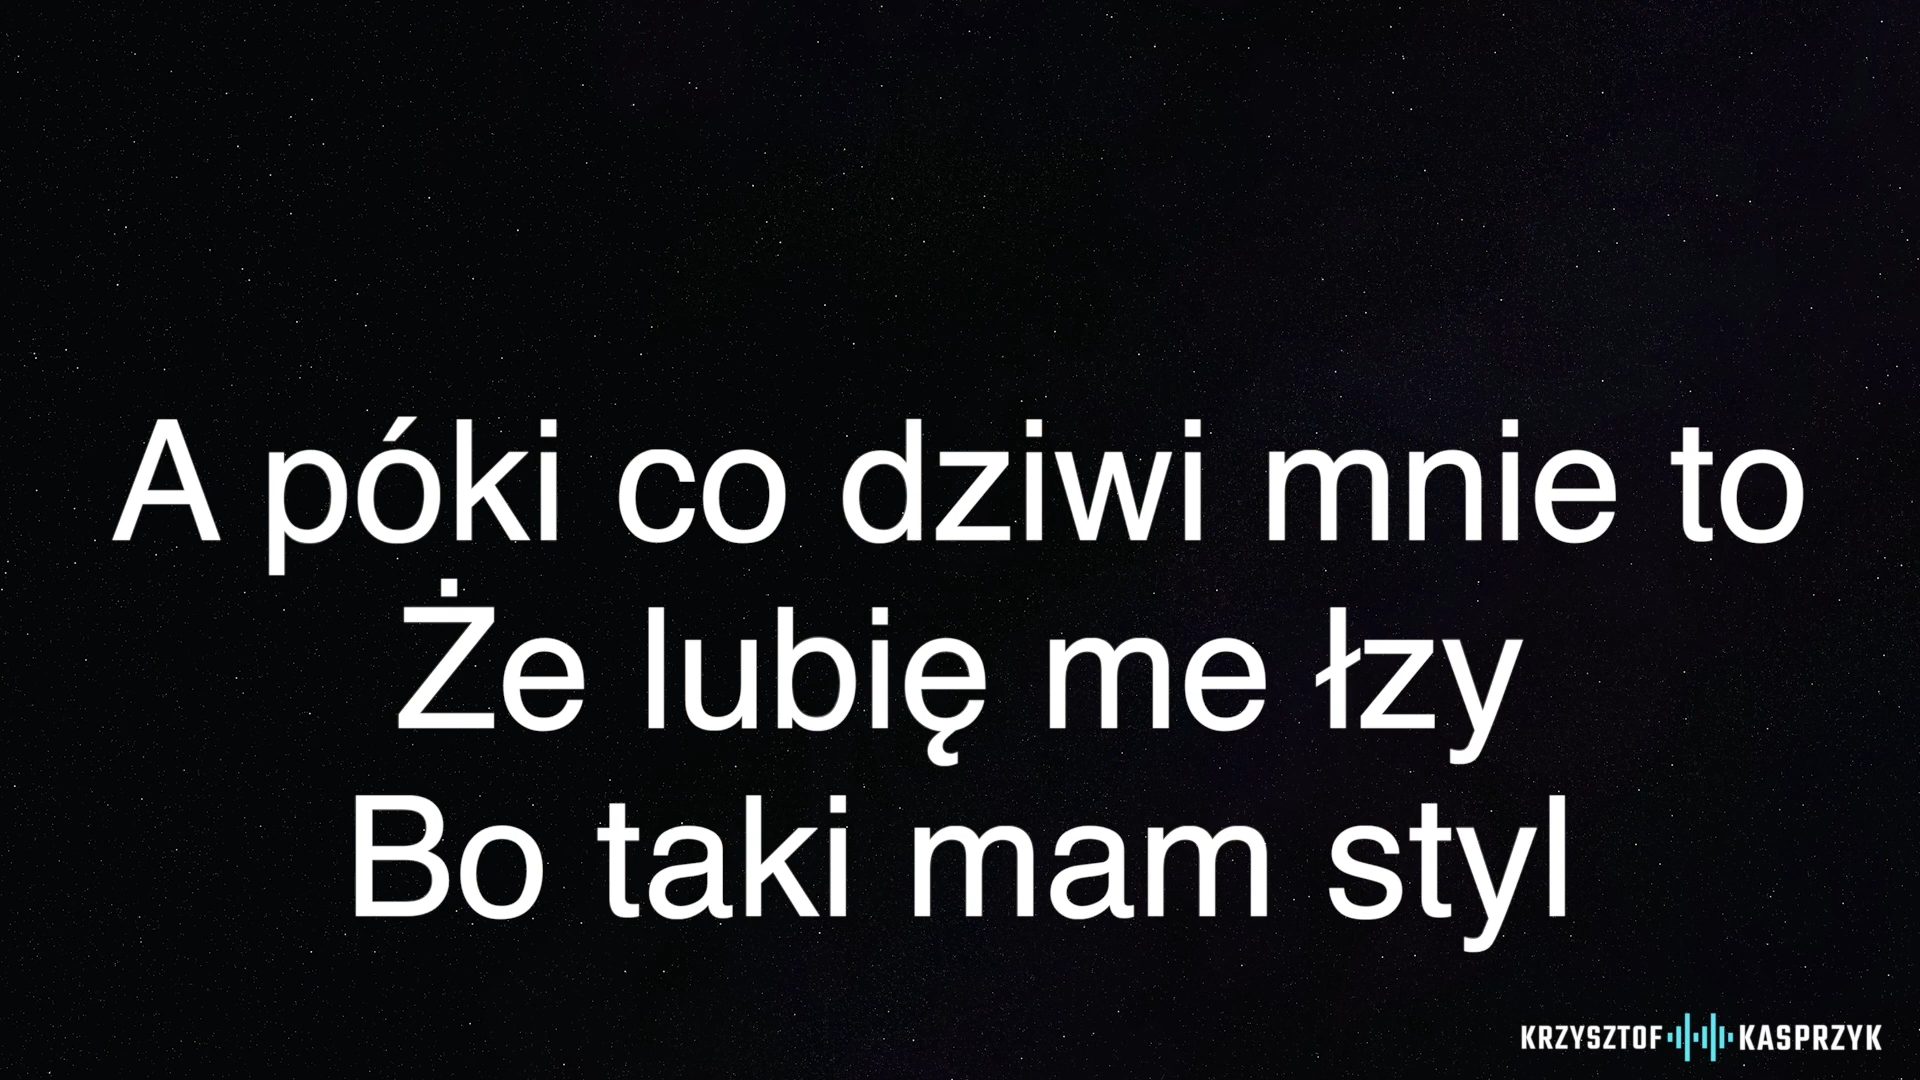 A póki co dziwi mnie to
Że lubię me łzy
Bo taki mam styl
KRZYSZTOF KASPRZYK